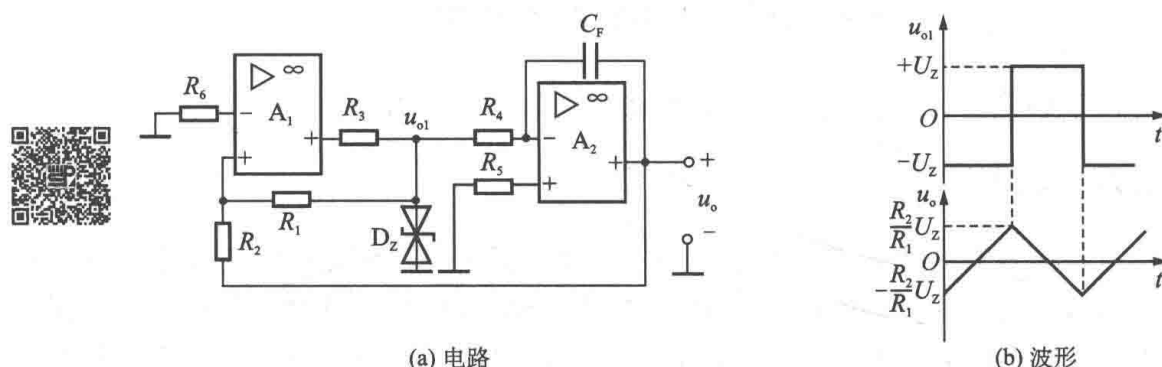 C_F
∞
R_6
−
A_1
+
R_3
u_o1
R_4
∞
−
A_2
+
+
R_5
+
+
u_o
−
R_1
R_2
D_Z
(a) 电路
u_o1
+U_Z
O
t
−U_Z
u_o
R_2/R_1 U_Z
O
t
−R_2/R_1 U_Z
(b) 波形